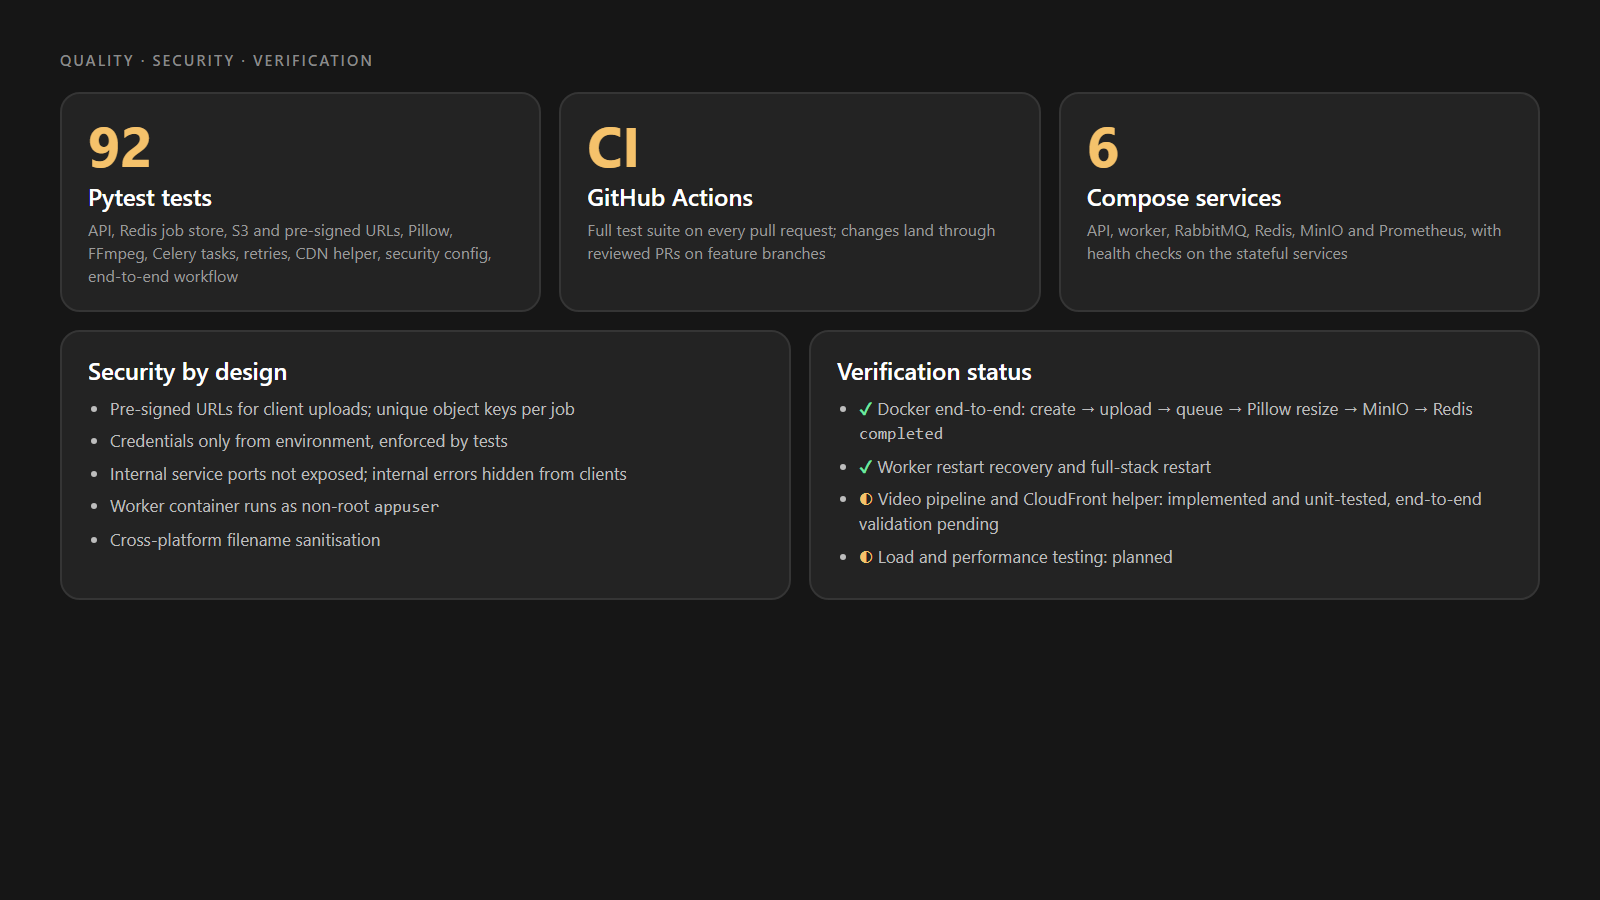 QUALITY · SECURITY · VERIFICATION
92
Pytest tests
API, Redis job store, S3 and pre-signed URLs, Pillow,
FFmpeg, Celery tasks, retries, CDN helper, security config,
end-to-end workflow
CI
GitHub Actions
Full test suite on every pull request; changes land through
reviewed PRs on feature branches
6
Compose services
API, worker, RabbitMQ, Redis, MinIO and Prometheus, with
health checks on the stateful services
Security by design
• Pre-signed URLs for client uploads; unique object keys per job
• Credentials only from environment, enforced by tests
• Internal service ports not exposed; internal errors hidden from clients
• Worker container runs as non-root appuser
• Cross-platform filename sanitisation
Verification status
• ✓ Docker end-to-end: create → upload → queue → Pillow resize → MinIO → Redis
completed
• ✓ Worker restart recovery and full-stack restart
• ◐ Video pipeline and CloudFront helper: implemented and unit-tested, end-to-end
validation pending
• ◐ Load and performance testing: planned